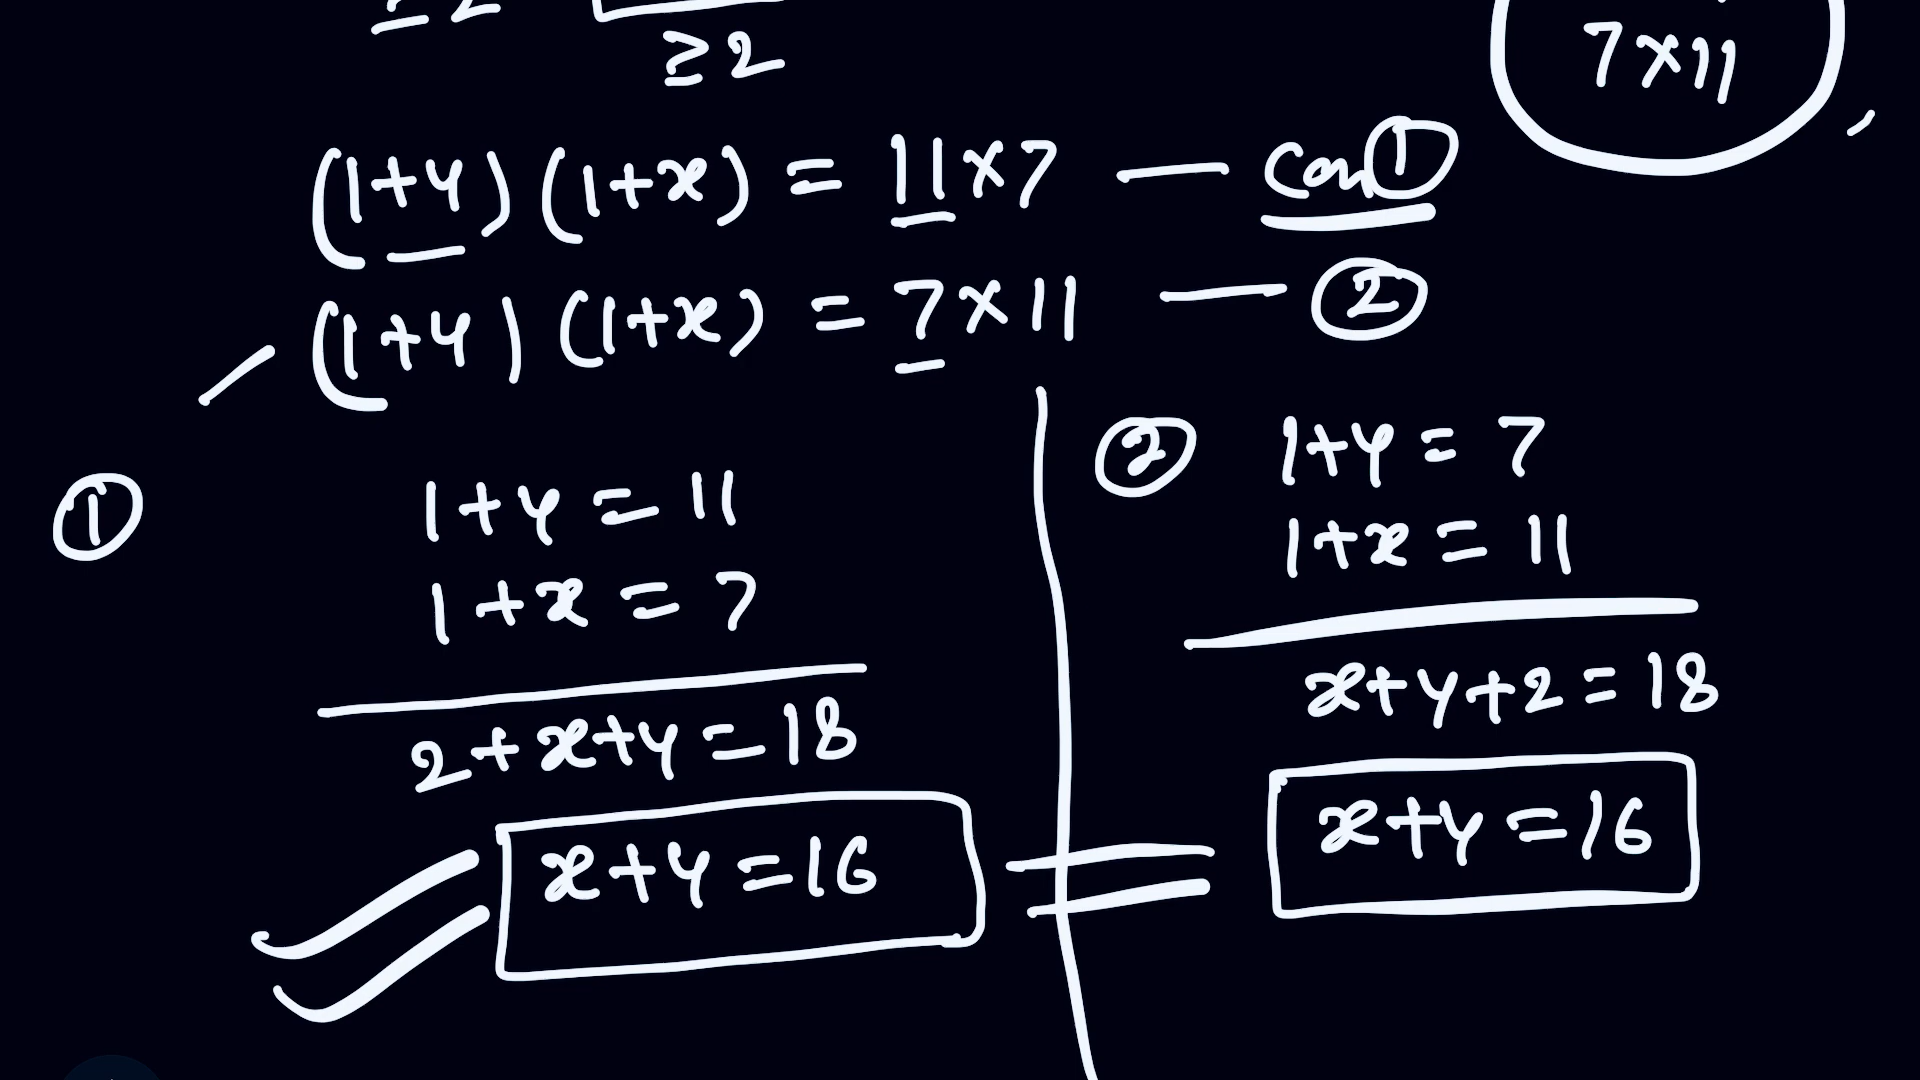 ≥ 2
7×11
(1+y) (1+x) = 11×7 — Con ①
(1+y) (1+x) = 7×11 — ②
①
1+y = 11
1+x = 7
2+x+y = 18
x+y = 16
②
1+y = 7
1+x = 11
x+y+2 = 18
x+y = 16